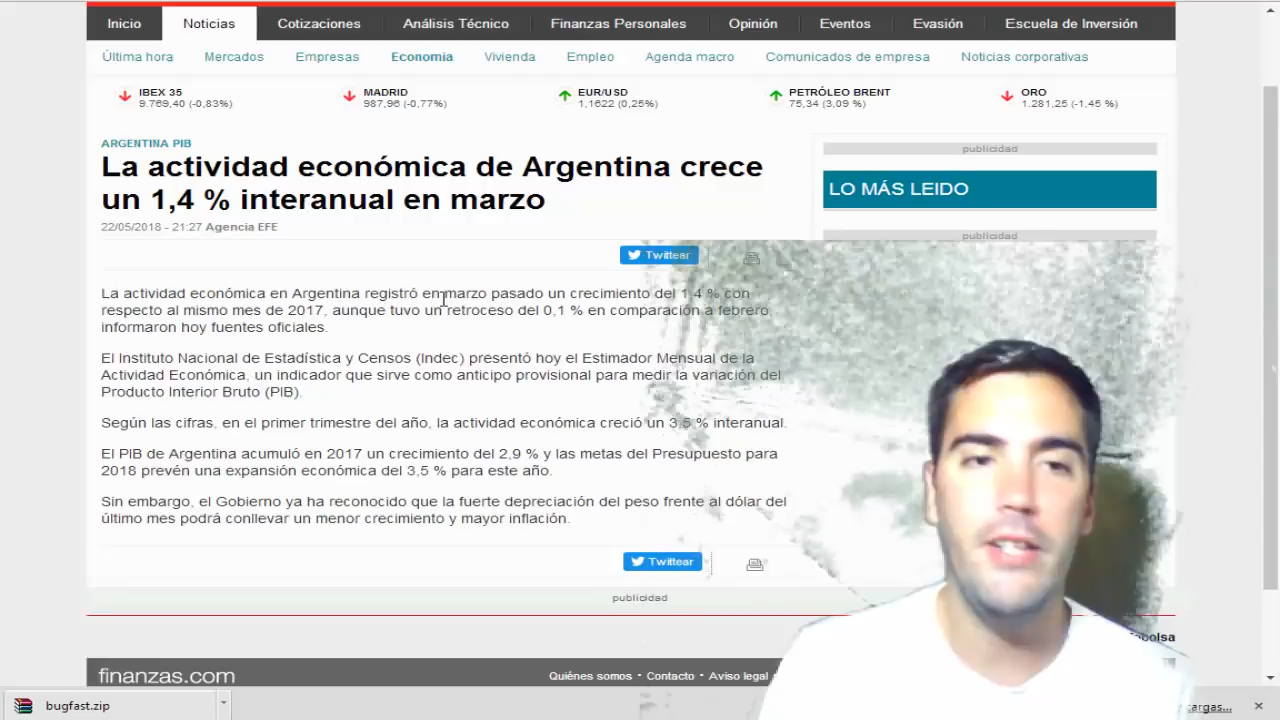 Inicio Noticias Cotizaciones Análisis Técnico Finanzas Personales Opinión Eventos Evasión Escuela de Inversión
Última hora Mercados Empresas Economía Vivienda Empleo Agenda macro Comunicados de empresa Noticias corporativas
IBEX 35 MADRID EUR/USD PETRÓLEO BRENT ORO
9.769,40 (-0,83%) 987,96 (-0,77%) 1,1622 (0,25%) 75,34 (3,09 %) 1.281,25 (-1,45 %)
ARGENTINA PIB
La actividad económica de Argentina crece
un 1,4 % interanual en marzo
22/05/2018 - 21:27 Agencia EFE
publicidad
LO MÁS LEIDO
publicidad
Twittear
La actividad económica en Argentina registró en marzo pasado un crecimiento del 1,4 % con
respecto al mismo mes de 2017, aunque tuvo un retroceso del 0,1 % en comparación a febrero,
informaron hoy fuentes oficiales.
El Instituto Nacional de Estadística y Censos (Indec) presentó hoy el Estimador Mensual de la
Actividad Económica, un indicador que sirve como anticipo provisional para medir la variación del
Producto Interior Bruto (PIB).
Según las cifras, en el primer trimestre del año, la actividad económica creció un 3,5 % interanual.
El PIB de Argentina acumuló en 2017 un crecimiento del 2,9 % y las metas del Presupuesto para
2018 prevén una expansión económica del 3,5 % para este año.
Sin embargo, el Gobierno ya ha reconocido que la fuerte depreciación del peso frente al dólar del
último mes podrá conllevar un menor crecimiento y mayor inflación.
Twittear
publicidad
finanzas.com
Quiénes somos · Contacto · Aviso legal
bugfast.zip